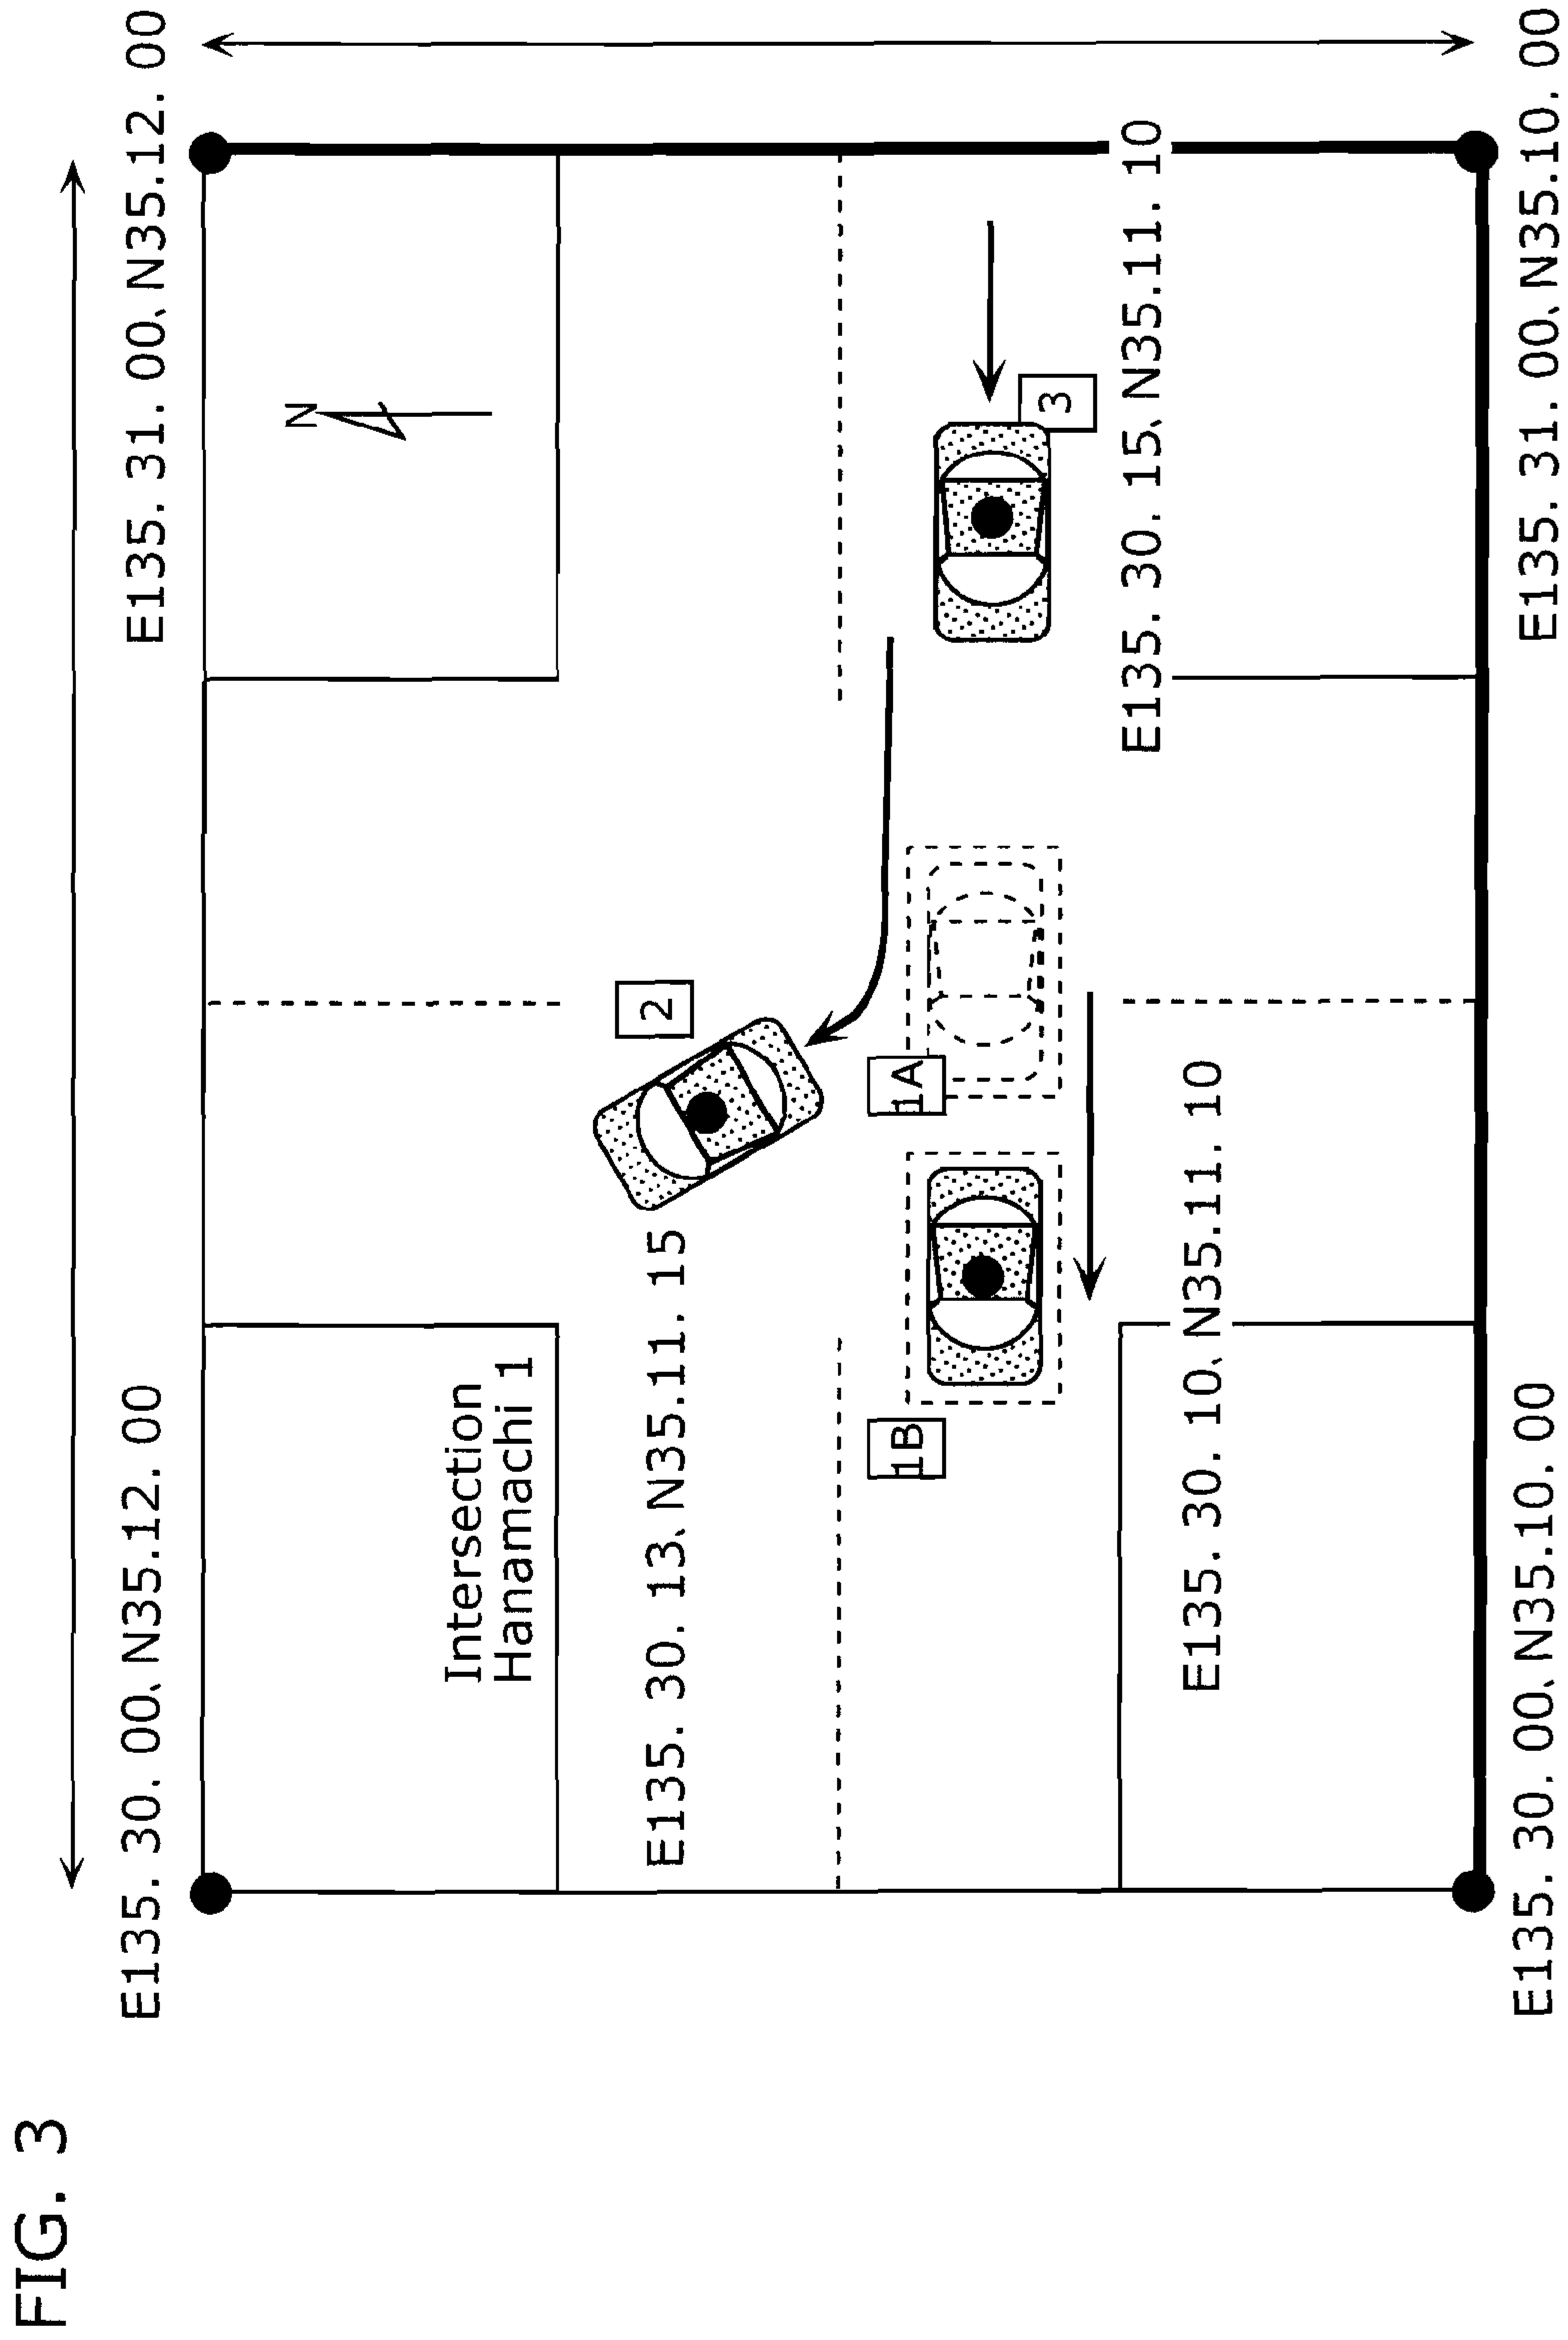 FIG. 3
E135. 30. 00、N35.12. 00
E135. 31. 00、N35.12. 00
N
Intersection
Hanamachi 1
E135. 30. 13、N35.11. 15
2
1B
1A
3
E135. 30. 15、N35.11. 10
E135. 30. 10、N35.11. 10
E135. 30. 00、N35.10. 00
E135. 31. 00、N35.10. 00